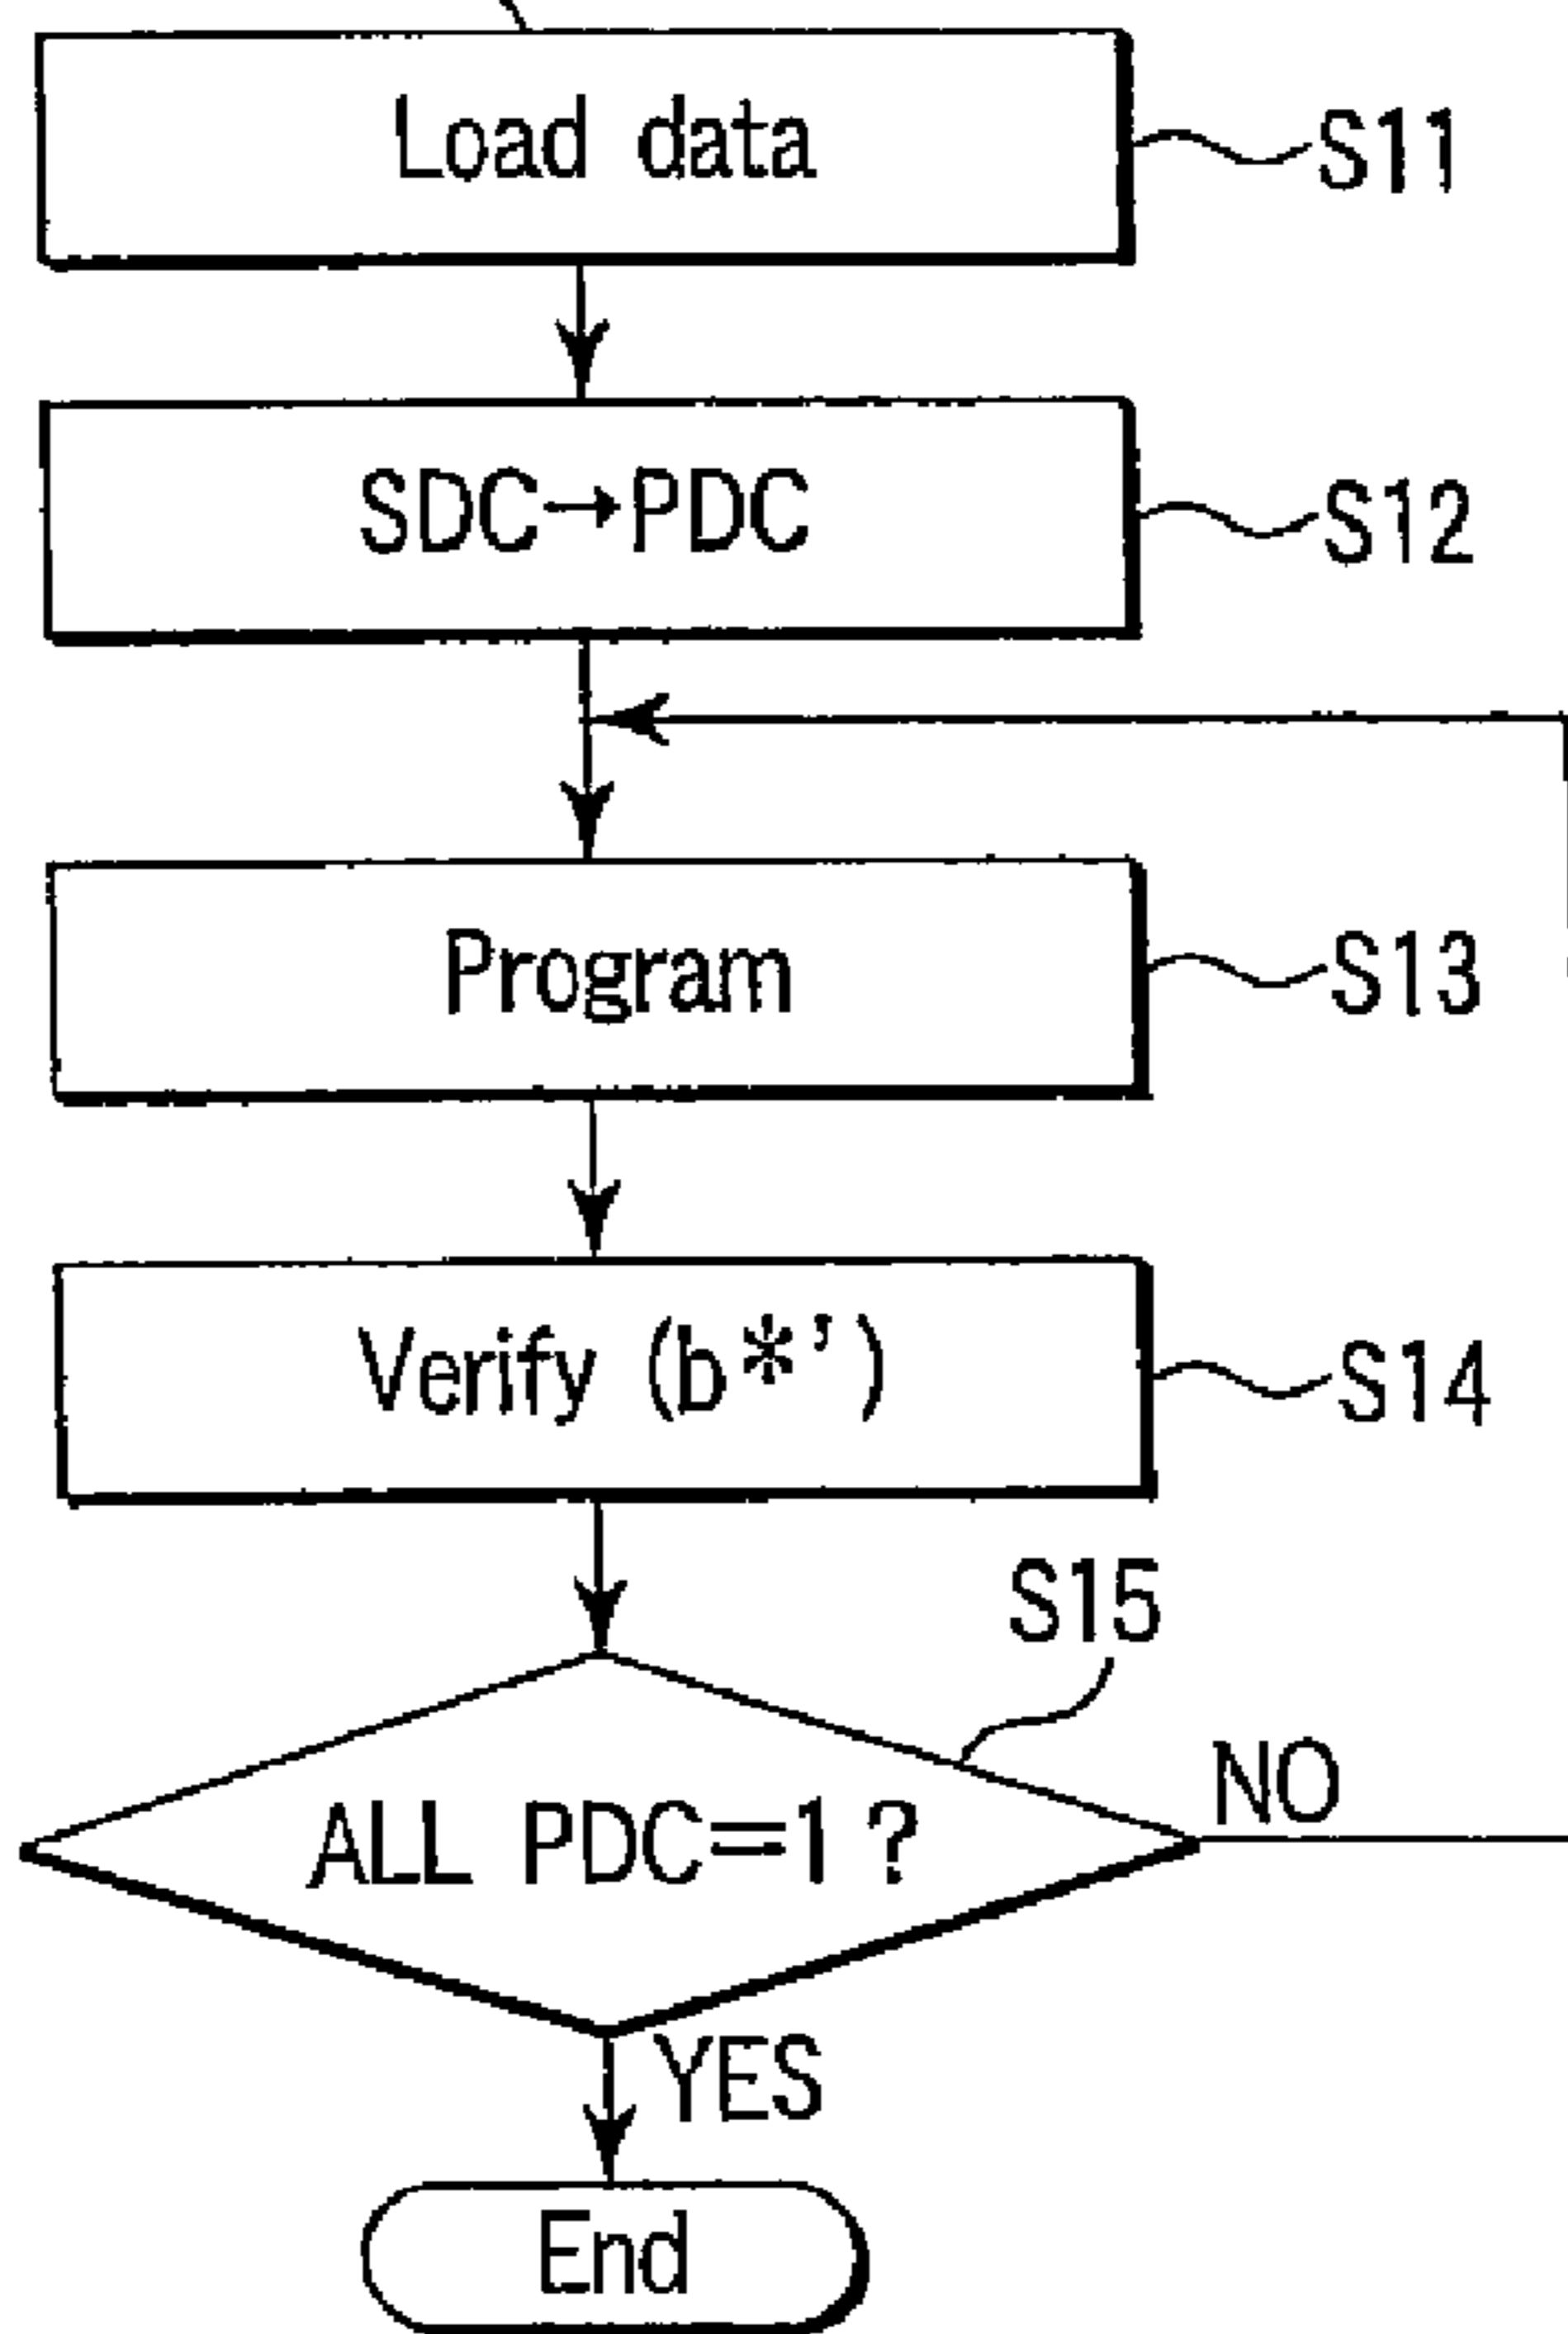 Load data
S11
SDC→PDC
S12
Program
S13
Verify (b*')
S14
S15
ALL PDC=1 ?
NO
YES
End